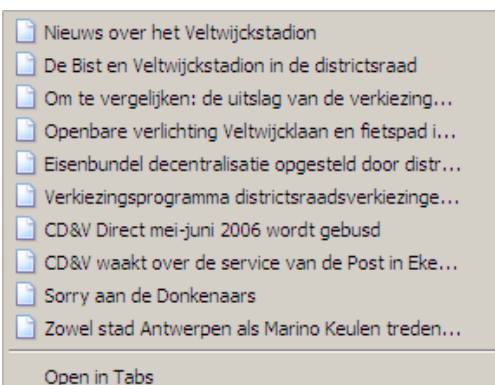 Nieuws over het Veltwijckstadion
De Bist en Veltwijckstadion in de districtsraad
Om te vergelijken: de uitslag van de verkiezing...
Openbare verlichting Veltwijcklaan en fietspad i...
Eisenbundel decentralisatie opgesteld door distr...
Verkiezingsprogramma districtsraadsverkiezinge...
CD&V Direct mei-juni 2006 wordt gebusd
CD&V waakt over de service van de Post in Eke...
Sorry aan de Donkenaars
Zowel stad Antwerpen als Marino Keulen treden...
Open in Tabs